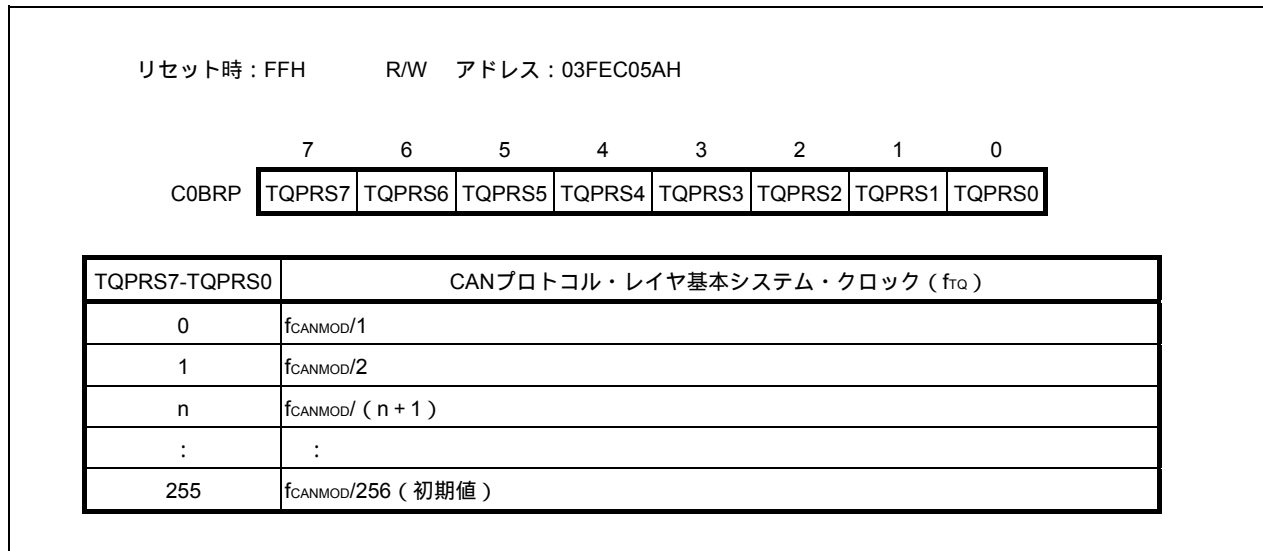 リセット時：FFH R/W アドレス：03FEC05AH
7 6 5 4 3 2 1 0
C0BRP TQPRS7 TQPRS6 TQPRS5 TQPRS4 TQPRS3 TQPRS2 TQPRS1 TQPRS0
TQPRS7-TQPRS0 CANプロトコル・レイヤ基本システム・クロック（fTQ）
0 fCANMOD/1
1 fCANMOD/2
n fCANMOD/（n + 1）
： ：
255 fCANMOD/256（初期値）